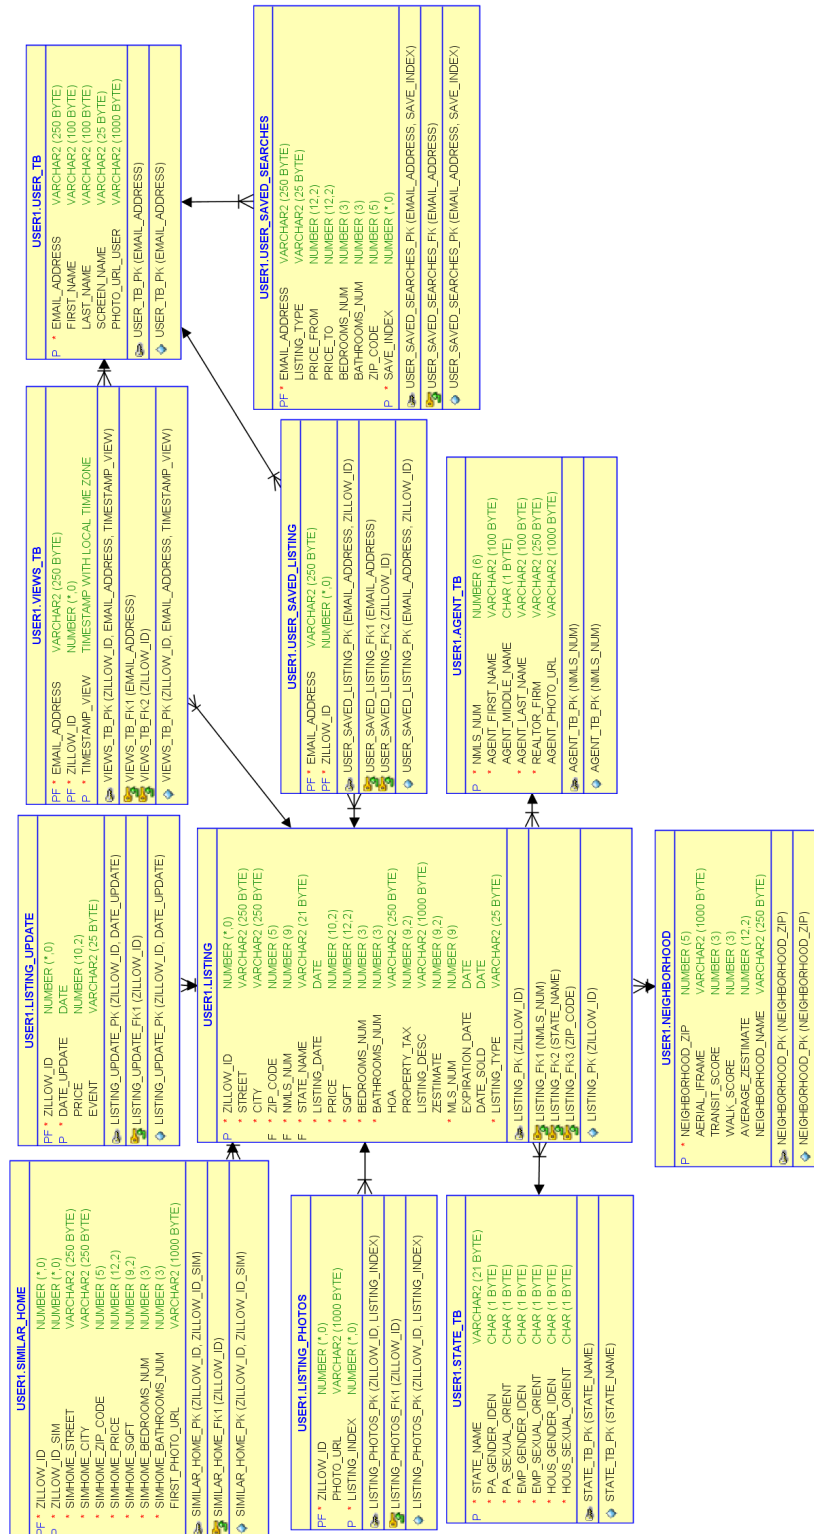 USER1.SIMILAR_HOME
PF * ZILLOW_ID NUMBER (*,0)
P * ZILLOW_ID_SIM NUMBER (*,0)
* SIMHOME_STREET VARCHAR2 (250 BYTE)
* SIMHOME_CITY VARCHAR2 (250 BYTE)
* SIMHOME_ZIP_CODE NUMBER (5)
* SIMHOME_PRICE NUMBER (12,2)
* SIMHOME_SQFT NUMBER (9,2)
* SIMHOME_BEDROOMS_NUM NUMBER (3)
* SIMHOME_BATHROOMS_NUM NUMBER (3)
FIRST_PHOTO_URL VARCHAR2 (1000 BYTE)
SIMILAR_HOME_PK (ZILLOW_ID, ZILLOW_ID_SIM)
SIMILAR_HOME_FK1 (ZILLOW_ID)
SIMILAR_HOME_PK (ZILLOW_ID, ZILLOW_ID_SIM)
USER1.LISTING_UPDATE
PF * ZILLOW_ID NUMBER (*,0)
P * DATE_UPDATE DATE
PRICE NUMBER (10,2)
EVENT VARCHAR2 (25 BYTE)
LISTING_UPDATE_PK (ZILLOW_ID, DATE_UPDATE)
LISTING_UPDATE_FK1 (ZILLOW_ID)
LISTING_UPDATE_PK (ZILLOW_ID, DATE_UPDATE)
USER1.VIEWS_TB
PF * EMAIL_ADDRESS VARCHAR2 (250 BYTE)
PF * ZILLOW_ID NUMBER (*,0)
P * TIMESTAMP_VIEW TIMESTAMP WITH LOCAL TIME ZONE
VIEWS_TB_PK (ZILLOW_ID, EMAIL_ADDRESS, TIMESTAMP_VIEW)
VIEWS_TB_FK1 (EMAIL_ADDRESS)
VIEWS_TB_FK2 (ZILLOW_ID)
VIEWS_TB_PK (ZILLOW_ID, EMAIL_ADDRESS, TIMESTAMP_VIEW)
USER1.USER_TB
P * EMAIL_ADDRESS VARCHAR2 (250 BYTE)
FIRST_NAME VARCHAR2 (100 BYTE)
LAST_NAME VARCHAR2 (100 BYTE)
SCREEN_NAME VARCHAR2 (25 BYTE)
PHOTO_URL_USER VARCHAR2 (1000 BYTE)
USER_TB_PK (EMAIL_ADDRESS)
USER_TB_PK (EMAIL_ADDRESS)
USER1.LISTING_PHOTOS
PF * ZILLOW_ID NUMBER (*,0)
PHOTO_URL VARCHAR2 (1000 BYTE)
P * LISTING_INDEX NUMBER (*,0)
LISTING_PHOTOS_PK (ZILLOW_ID, LISTING_INDEX)
LISTING_PHOTOS_FK1 (ZILLOW_ID)
LISTING_PHOTOS_PK (ZILLOW_ID, LISTING_INDEX)
USER1.LISTING
P * ZILLOW_ID NUMBER (*,0)
* STREET VARCHAR2 (250 BYTE)
* CITY VARCHAR2 (250 BYTE)
F * ZIP_CODE NUMBER (5)
F * NMLS_NUM NUMBER (9)
F * STATE_NAME VARCHAR2 (21 BYTE)
* LISTING_DATE DATE
* PRICE NUMBER (10,2)
* SQFT NUMBER (12,2)
* BEDROOMS_NUM NUMBER (3)
* BATHROOMS_NUM NUMBER (3)
HOA VARCHAR2 (250 BYTE)
PROPERTY_TAX NUMBER (9,2)
LISTING_DESC VARCHAR2 (1000 BYTE)
ZESTIMATE NUMBER (9,2)
* MLS_NUM NUMBER (9)
EXPIRATION_DATE DATE
DATE_SOLD DATE
* LISTING_TYPE VARCHAR2 (25 BYTE)
LISTING_PK (ZILLOW_ID)
LISTING_FK1 (NMLS_NUM)
LISTING_FK2 (STATE_NAME)
LISTING_FK3 (ZIP_CODE)
LISTING_PK (ZILLOW_ID)
USER1.USER_SAVED_LISTING
PF * EMAIL_ADDRESS VARCHAR2 (250 BYTE)
PF * ZILLOW_ID NUMBER (*,0)
USER_SAVED_LISTING_PK (EMAIL_ADDRESS, ZILLOW_ID)
USER_SAVED_LISTING_FK1 (EMAIL_ADDRESS)
USER_SAVED_LISTING_FK2 (ZILLOW_ID)
USER_SAVED_LISTING_PK (EMAIL_ADDRESS, ZILLOW_ID)
USER1.USER_SAVED_SEARCHES
PF * EMAIL_ADDRESS VARCHAR2 (250 BYTE)
LISTING_TYPE VARCHAR2 (25 BYTE)
PRICE_FROM NUMBER (12,2)
PRICE_TO NUMBER (12,2)
BEDROOMS_NUM NUMBER (3)
BATHROOMS_NUM NUMBER (3)
ZIP_CODE NUMBER (5)
P * SAVE_INDEX NUMBER (*,0)
USER_SAVED_SEARCHES_PK (EMAIL_ADDRESS, SAVE_INDEX)
USER_SAVED_SEARCHES_FK (EMAIL_ADDRESS)
USER_SAVED_SEARCHES_PK (EMAIL_ADDRESS, SAVE_INDEX)
USER1.STATE_TB
P * STATE_NAME VARCHAR2 (21 BYTE)
* PA_GENDER_IDEN CHAR (1 BYTE)
* PA_SEXUAL_ORIENT CHAR (1 BYTE)
* EMP_GENDER_IDEN CHAR (1 BYTE)
* EMP_SEXUAL_ORIENT CHAR (1 BYTE)
* HOUS_GENDER_IDEN CHAR (1 BYTE)
* HOUS_SEXUAL_ORIENT CHAR (1 BYTE)
STATE_TB_PK (STATE_NAME)
STATE_TB_PK (STATE_NAME)
USER1.AGENT_TB
P * NMLS_NUM NUMBER (6)
* AGENT_FIRST_NAME VARCHAR2 (100 BYTE)
AGENT_MIDDLE_NAME CHAR (1 BYTE)
* AGENT_LAST_NAME VARCHAR2 (100 BYTE)
* REALTOR_FIRM VARCHAR2 (250 BYTE)
AGENT_PHOTO_URL VARCHAR2 (1000 BYTE)
AGENT_TB_PK (NMLS_NUM)
AGENT_TB_PK (NMLS_NUM)
USER1.NEIGHBORHOOD
P * NEIGHBORHOOD_ZIP NUMBER (5)
AERIAL_IFRAME VARCHAR2 (1000 BYTE)
TRANSIT_SCORE NUMBER (3)
WALK_SCORE NUMBER (3)
AVERAGE_ZESTIMATE NUMBER (12,2)
NEIGHBORHOOD_NAME VARCHAR2 (250 BYTE)
NEIGHBORHOOD_PK (NEIGHBORHOOD_ZIP)
NEIGHBORHOOD_PK (NEIGHBORHOOD_ZIP)